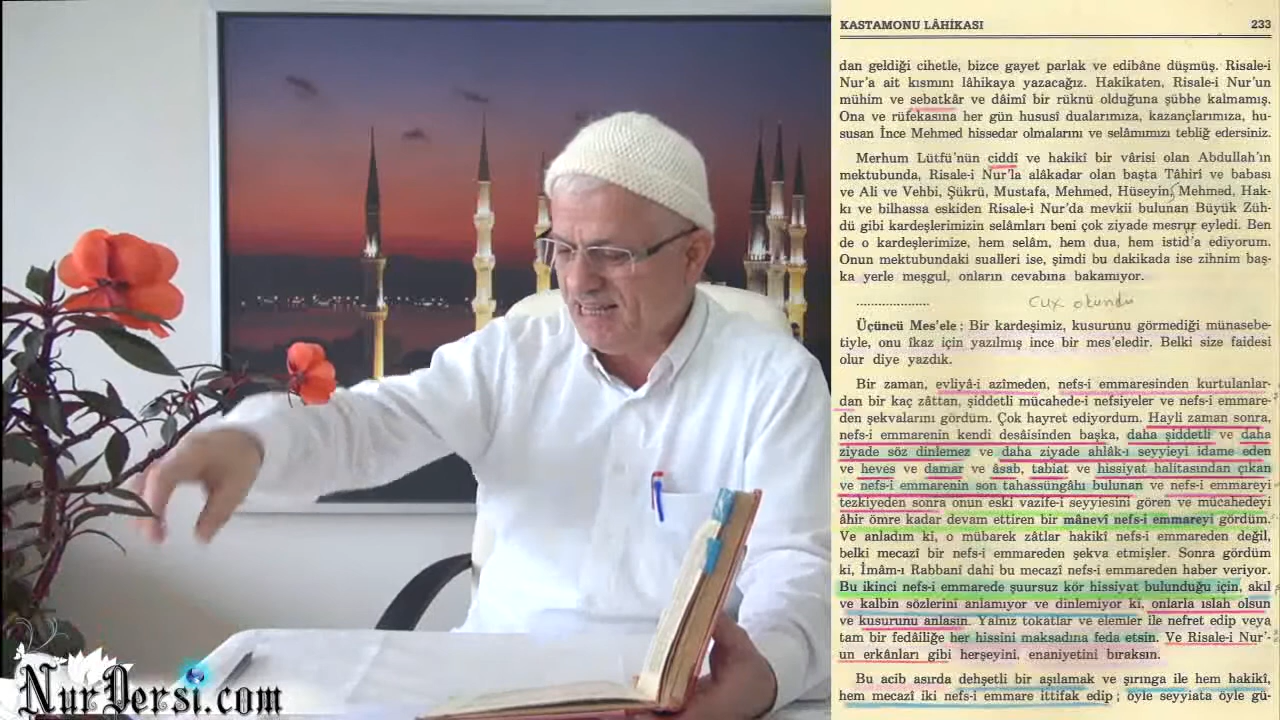 KASTAMONU LÂHİKASI 233
dan geldiği cihetle, bizce gayet parlak ve edibâne düşmüş. Risale-i
Nur'a ait kısmını lâhikaya yazacağız. Hakikaten, Risale-i Nur'un
mühim ve sebatkâr ve dâimî bir rüknü olduğuna şübhe kalmamış.
Ona ve rüfekasına her gün hususî dualarımıza, kazançlarımıza, hu-
susan İnce Mehmed hissedar olmalarını ve selâmımızı tebliğ edersiniz.
Merhum Lütfü'nün ciddî ve hakikî bir vârisi olan Abdullah'ın
mektubunda, Risale-i Nur'la alâkadar olan başta Tâhirî ve babası
ve Ali ve Vehbi, Şükrü, Mustafa, Mehmed, Hüseyin, Mehmed, Hak-
kı ve bilhassa eskiden Risale-i Nur'da mevkii bulunan Büyük Züh-
dü gibi kardeşlerimizin selâmları beni çok ziyade mesrur eyledi. Ben
de o kardeşlerimize, hem selâm, hem dua, hem istid'a ediyorum.
Onun mektubundaki sualleri ise, şimdi bu dakikada ise zihnim baş-
ka yerle meşgul, onların cevabına bakamıyor.
.................... okundu
Üçüncü Mes'ele : Bir kardeşimiz, kusurunu görmediği münasebe-
tiyle, onu îkaz için yazılmış ince bir mes'eledir. Belki size faidesi
olur diye yazdık.
Bir zaman, evliyâ-i azîmeden, nefs-i emmaresinden kurtulanlar-
dan bir kaç zâttan, şiddetli mücahede-i nefsiyeler ve nefs-i emmare-
den şekvalarını gördüm. Çok hayret ediyordum. Hayli zaman sonra,
nefs-i emmarenin kendi desâisinden başka, daha şiddetli ve daha
ziyade söz dinlemez ve daha ziyade ahlâk-ı seyyieyi idame eden
ve heves ve damar ve âsab, tabiat ve hissiyat halitasından çıkan
ve nefs-i emmarenin son tahassüngâhı bulunan ve nefs-i emmareyi
tezkiyeden sonra onun eski vazife-i seyyiesini gören ve mücahedeyi
âhir ömre kadar devam ettiren bir mânevî nefs-i emmareyi gördüm.
Ve anladım ki, o mübarek zâtlar hakikî nefs-i emmareden değil,
belki mecazî bir nefs-i emmareden şekva etmişler. Sonra gördüm
ki, İmâm-ı Rabbanî dahi bu mecazî nefs-i emmareden haber veriyor.
Bu ikinci nefs-i emmarede şuursuz kör hissiyat bulunduğu için, akıl
ve kalbin sözlerini anlamıyor ve dinlemiyor ki, onlarla ıslah olsun
ve kusurunu anlasın. Yalnız tokatlar ve elemler ile nefret edip veya
tam bir fedâiliğe her hissini maksadına feda etsin. Ve Risale-i Nur'-
un erkânları gibi herşeyini, enaniyetini bıraksın.
Bu acib asırda dehşetli bir aşılamak ve şırınga ile hem hakikî,
hem mecazî iki nefs-i emmare ittifak edip ; öyle seyyiata öyle gü-
NurDersi.com